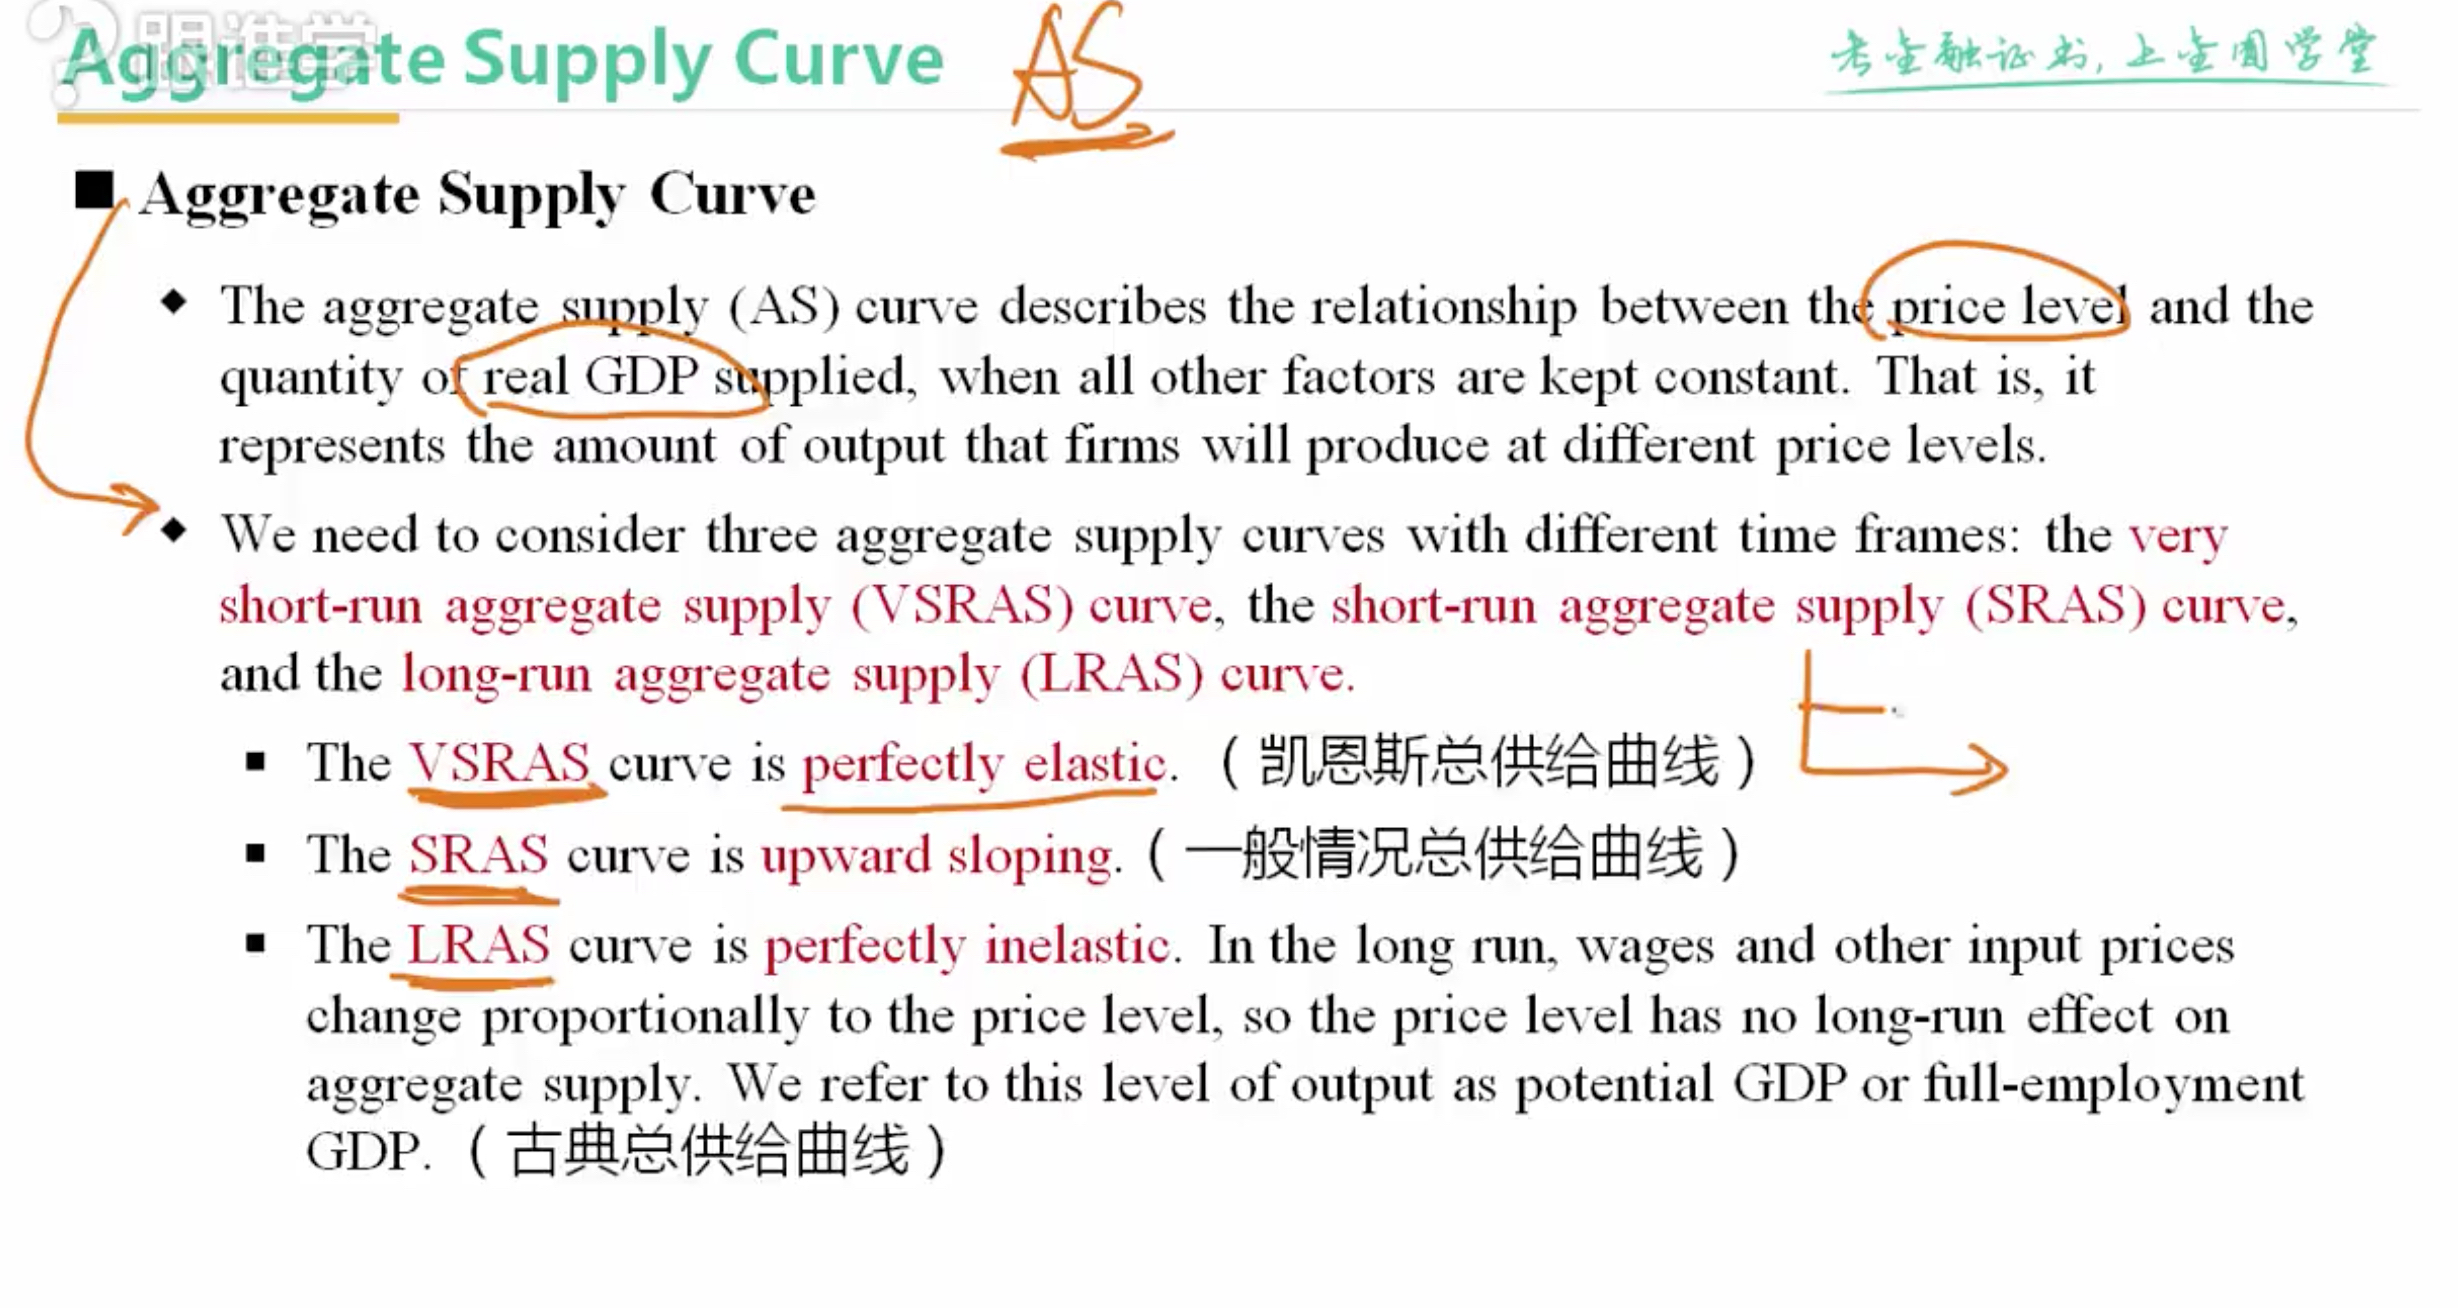 Aggregate Supply Curve AS
考金融证书，上金囿学堂
Aggregate Supply Curve
The aggregate supply (AS) curve describes the relationship between the price level and the
quantity of real GDP supplied, when all other factors are kept constant. That is, it
represents the amount of output that firms will produce at different price levels.
We need to consider three aggregate supply curves with different time frames: the very
short-run aggregate supply (VSRAS) curve, the short-run aggregate supply (SRAS) curve,
and the long-run aggregate supply (LRAS) curve.
The VSRAS curve is perfectly elastic.（凯恩斯总供给曲线）
The SRAS curve is upward sloping.（一般情况总供给曲线）
The LRAS curve is perfectly inelastic. In the long run, wages and other input prices
change proportionally to the price level, so the price level has no long-run effect on
aggregate supply. We refer to this level of output as potential GDP or full-employment
GDP.（古典总供给曲线）